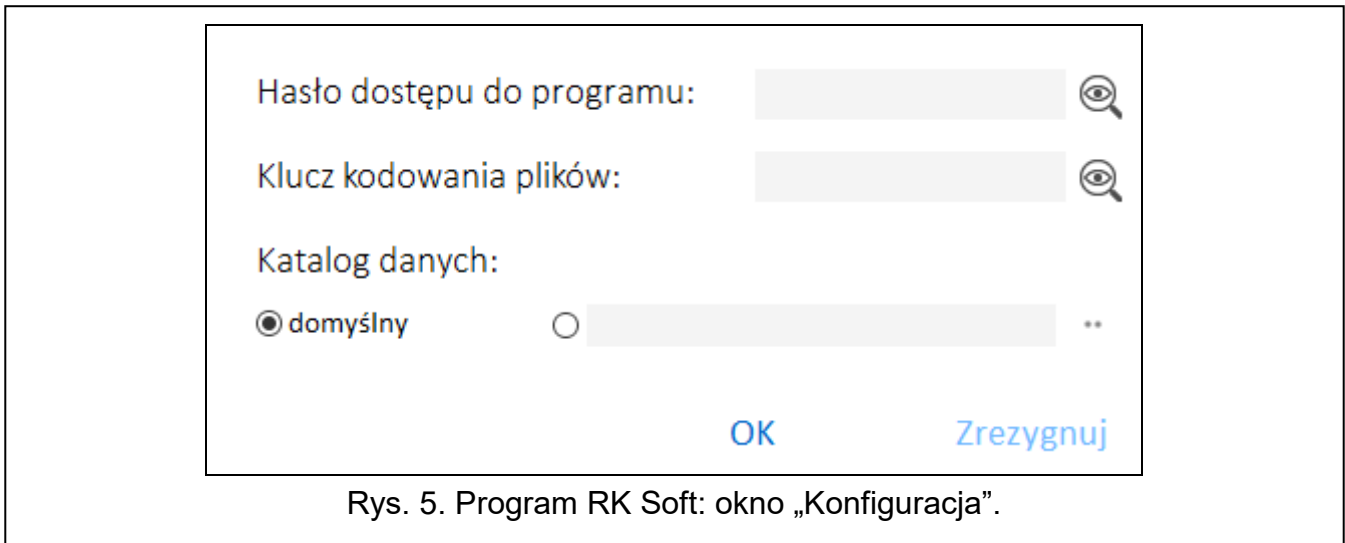 Hasło dostępu do programu:
Klucz kodowania plików:
Katalog danych:
domyślny
OK Zrezygnuj
Rys. 5. Program RK Soft: okno „Konfiguracja”.